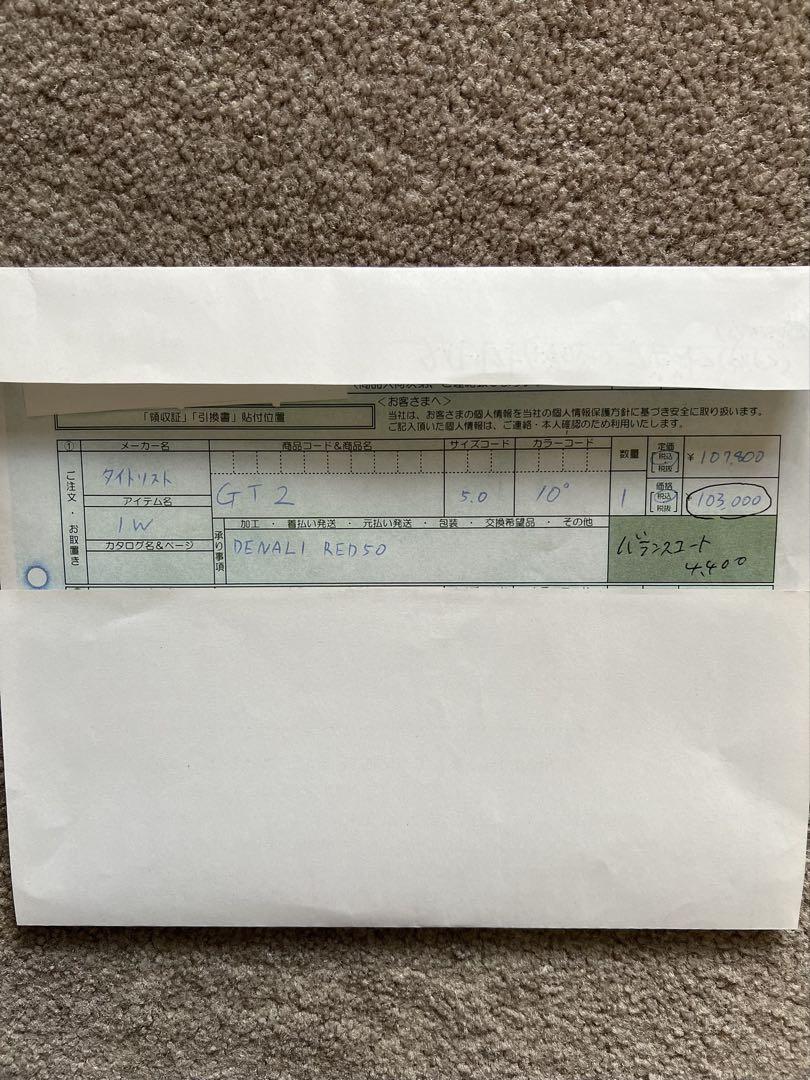 「領収証」「引換書」貼付位置
<お客さまへ>
当社は、お客さまの個人情報を当社の個人情報保護方針に基づき安全に取り扱います。
ご記入頂いた個人情報は、ご連絡・本人確認のため利用いたします。
① メーカー名 商品コード&商品名 サイズコード カラーコード 数量 定価 税込 税抜 ¥107,800
ご注文・お取置き
タイトリスト
アイテム名
GT2 5.0 10° 1 価格 税込 税抜 ¥103,000
1W
カタログ名&ページ
承り事項
加工・着払い発送・元払い発送・包装・交換希望品・その他
DENALI RED50
バランスコート
4,400